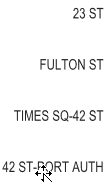 23 ST
FULTON ST
TIMES SQ-42 ST
42 ST-PORT AUTH